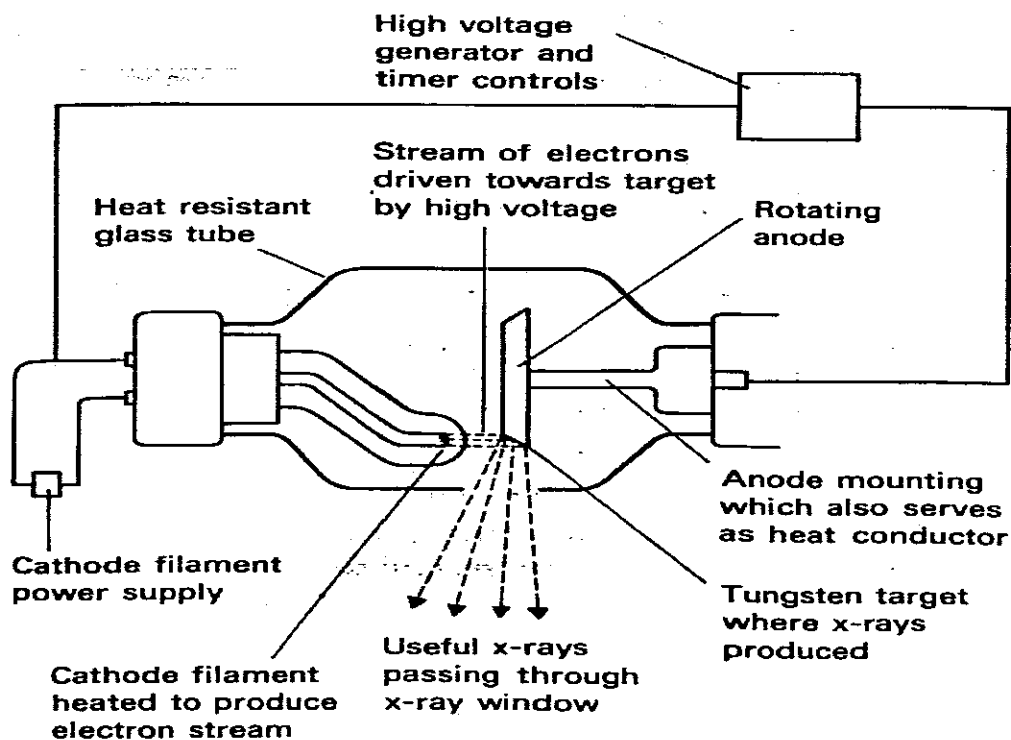 High voltage
generator and
timer controls
Stream of electrons
driven towards target
by high voltage
Heat resistant
glass tube
Rotating
anode
Anode mounting
which also serves
as heat conductor
Cathode filament
power supply
Tungsten target
where x-rays
produced
Useful x-rays
passing through
x-ray window
Cathode filament
heated to produce
electron stream